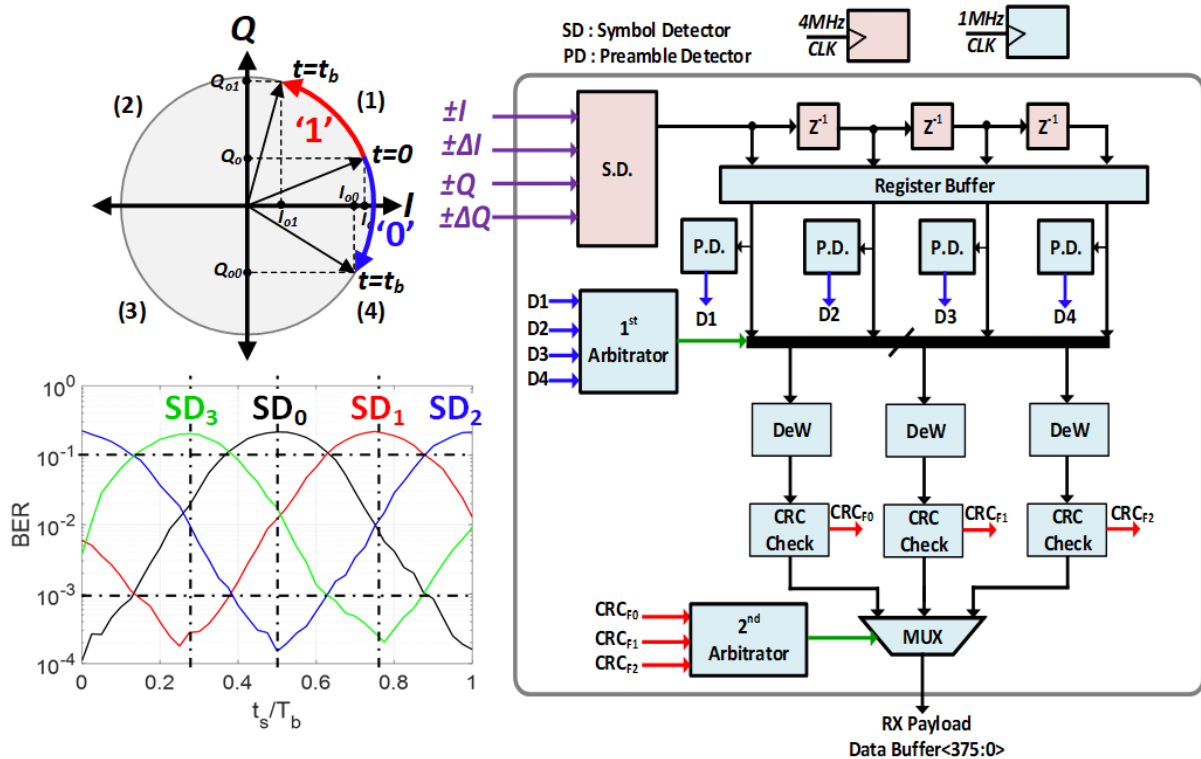 Q
Qo1
t=tb
(2)
(1)
'1'
Qo
t=0
Io0
I
Io1
'0'
Qo0
t=tb
(3)
(4)
SD : Symbol Detector
PD : Preamble Detector
4MHz
CLK
1MHz
CLK
±I
±ΔI
±Q
±ΔQ
S.D.
Z-1
Z-1
Z-1
Register Buffer
P.D.
P.D.
P.D.
P.D.
D1
D2
D3
D4
D1
D2
D3
D4
1st
Arbitrator
DeW
DeW
DeW
CRC
Check
CRCF0
CRC
Check
CRCF1
CRC
Check
CRCF2
CRCF0
CRCF1
CRCF2
2nd
Arbitrator
MUX
RX Payload
Data Buffer<375:0>
SD3
SD0
SD1
SD2
BER
10^0
10^-1
10^-2
10^-3
10^-4
0
0.2
0.4
0.6
0.8
1
ts/Tb